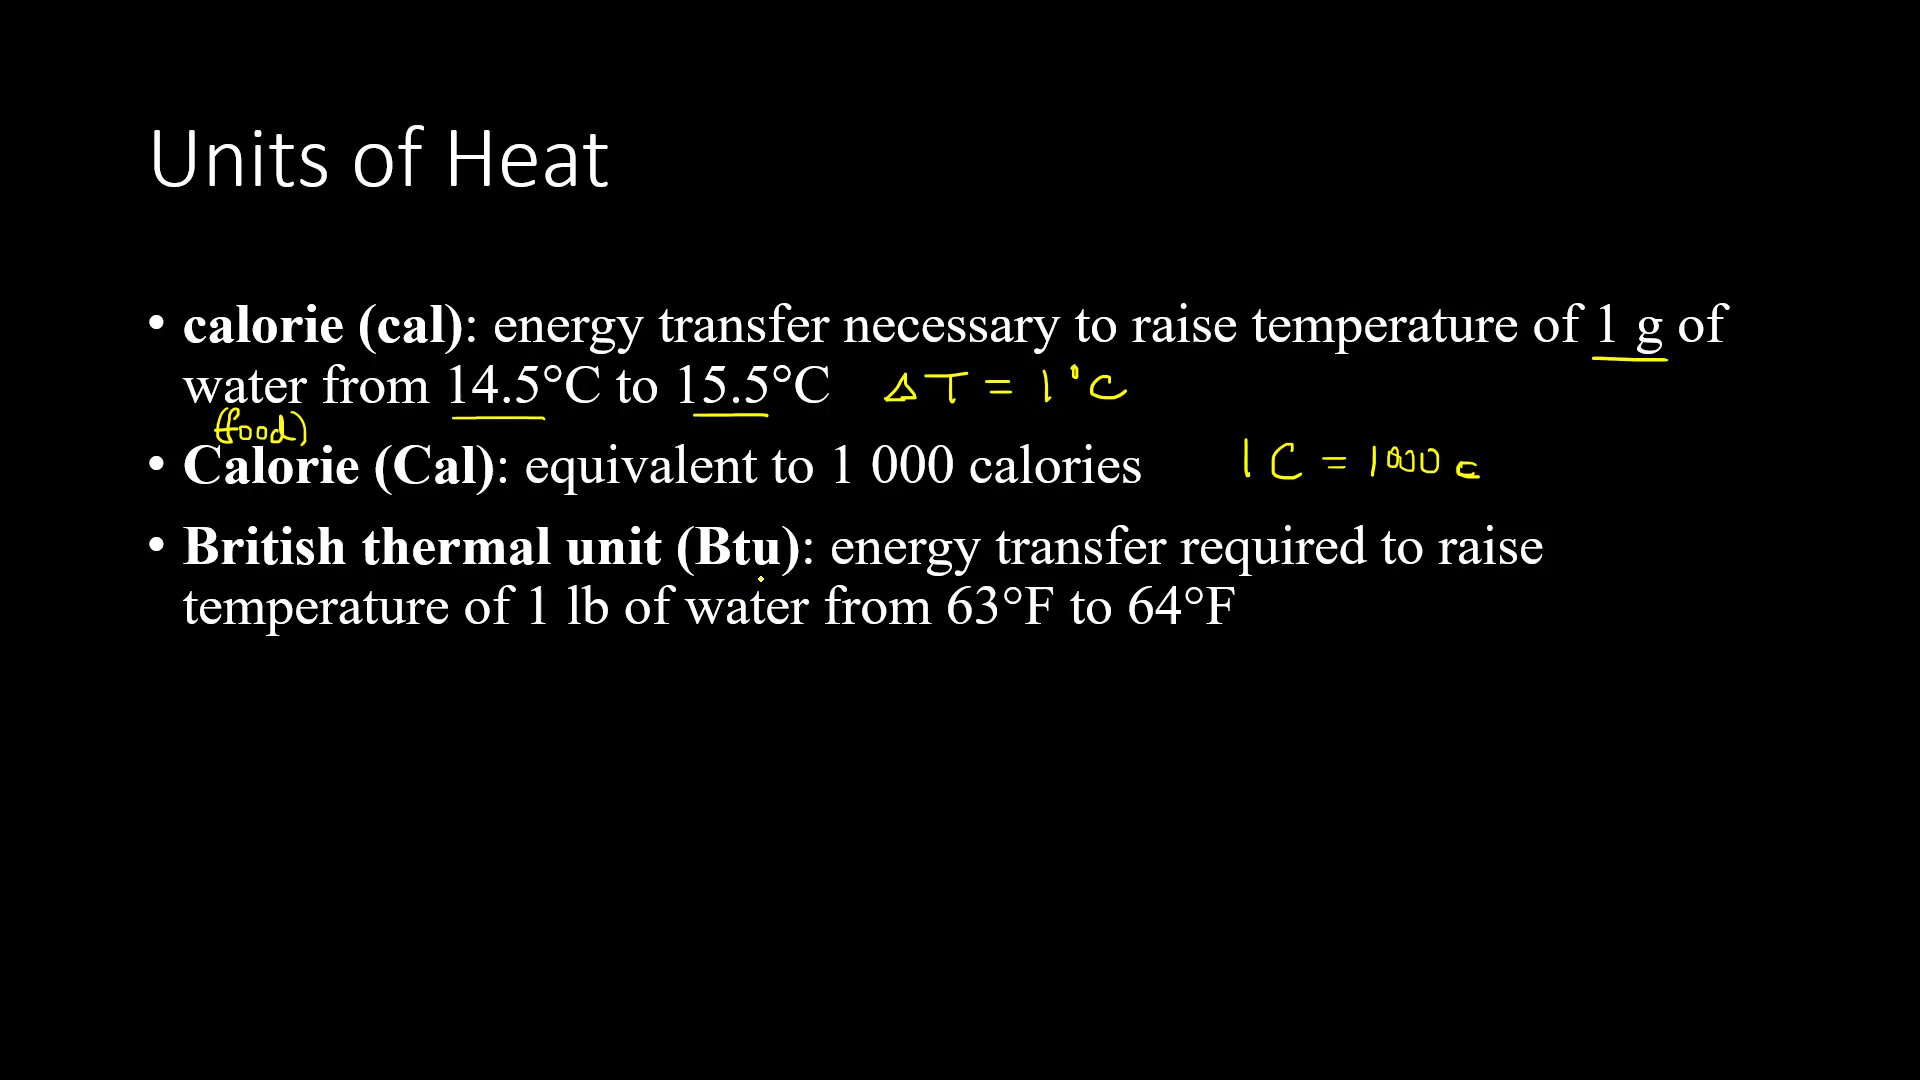 Units of Heat
• calorie (cal): energy transfer necessary to raise temperature of 1 g of
water from 14.5°C to 15.5°C ΔT = 1°C
(food)
• Calorie (Cal): equivalent to 1 000 calories 1 C = 1000 c
• British thermal unit (Btu): energy transfer required to raise
temperature of 1 lb of water from 63°F to 64°F